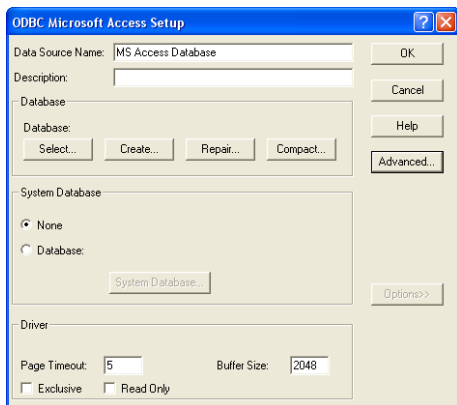 ODBC Microsoft Access Setup
Data Source Name: MS Access Database
OK
Description:
Cancel
Database
Database:
Help
Select... Create... Repair... Compact...
Advanced...
System Database
None
Database:
System Database...
Options>>
Driver
Page Timeout: 5 Buffer Size: 2048
Exclusive Read Only